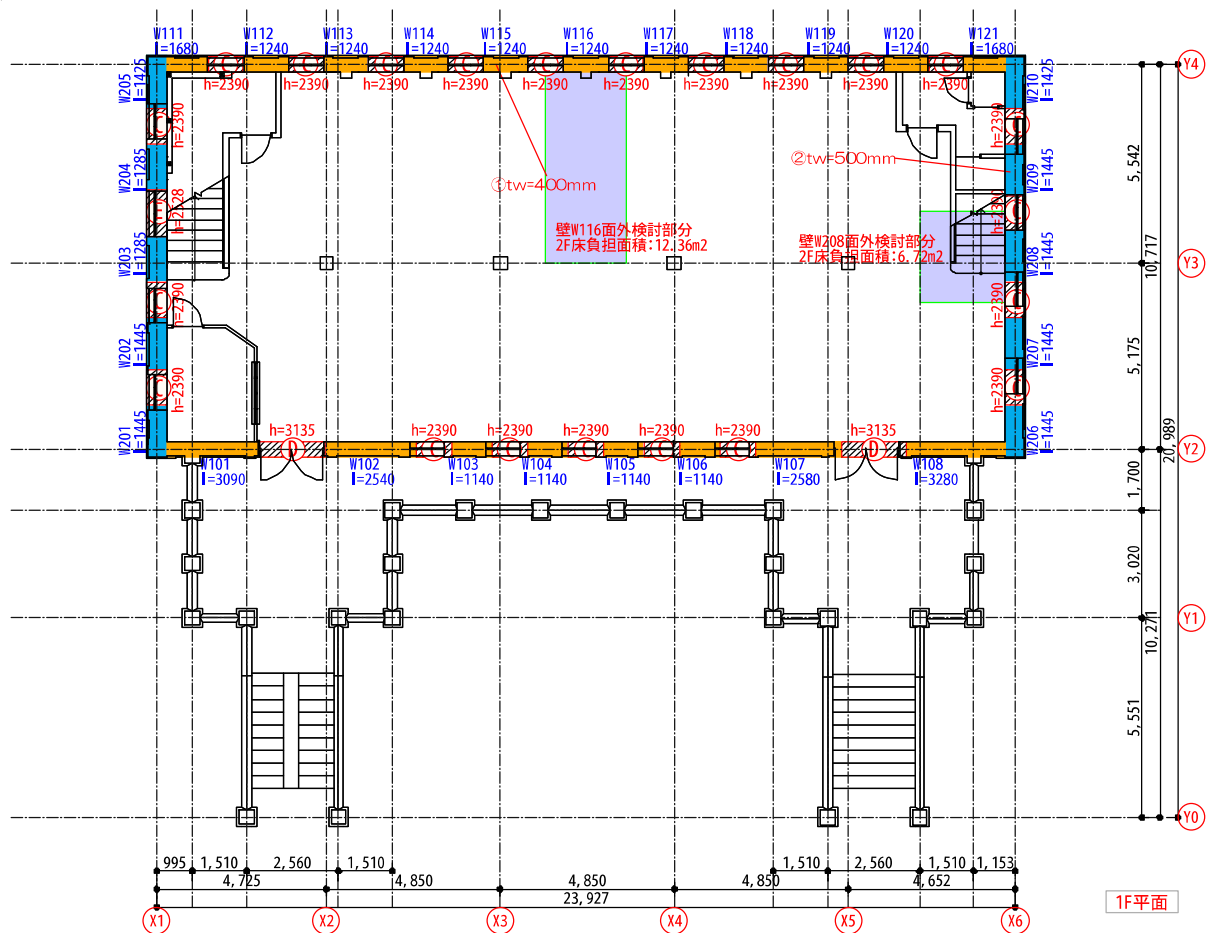 W111
l=1680
W112
l=1240
W113
l=1240
W114
l=1240
W115
l=1240
W116
l=1240
W117
l=1240
W118
l=1240
W119
l=1240
W120
l=1240
W121
l=1680
Y4
h=2390
h=2390
h=2390
h=2390
h=2390
h=2390
h=2390
h=2390
h=2390
h=2390
W205
l=1425
W210
l=1425
C
h=2390
C
h=2390
W204
l=1285
W209
l=1445
①tw=400mm
②tw=500mm
5,542
h=2128
h=2390
壁W116面外検討部分
2F床負担面積:12.36m2
壁W208面外検討部分
2F床負担面積:6.72m2
W203
l=1285
W208
l=1445
10,717
Y3
h=2390
h=2390
W202
l=1445
W207
l=1445
5,175
h=2390
h=2390
W201
l=1445
W206
l=1445
h=3135
h=2390
h=2390
h=2390
h=2390
h=2390
h=3135
D
C
C
C
C
C
D
Y2
20,989
W101
l=3090
W102
l=2540
W103
l=1140
W104
l=1140
W105
l=1140
W106
l=1140
W107
l=2580
W108
l=3280
1,700
3,020
Y1
10,271
5,551
Y0
995
1,510
2,560
1,510
1,510
2,560
1,510
1,153
4,725
4,850
4,850
4,850
4,652
23,927
X1
X2
X3
X4
X5
X6
1F平面